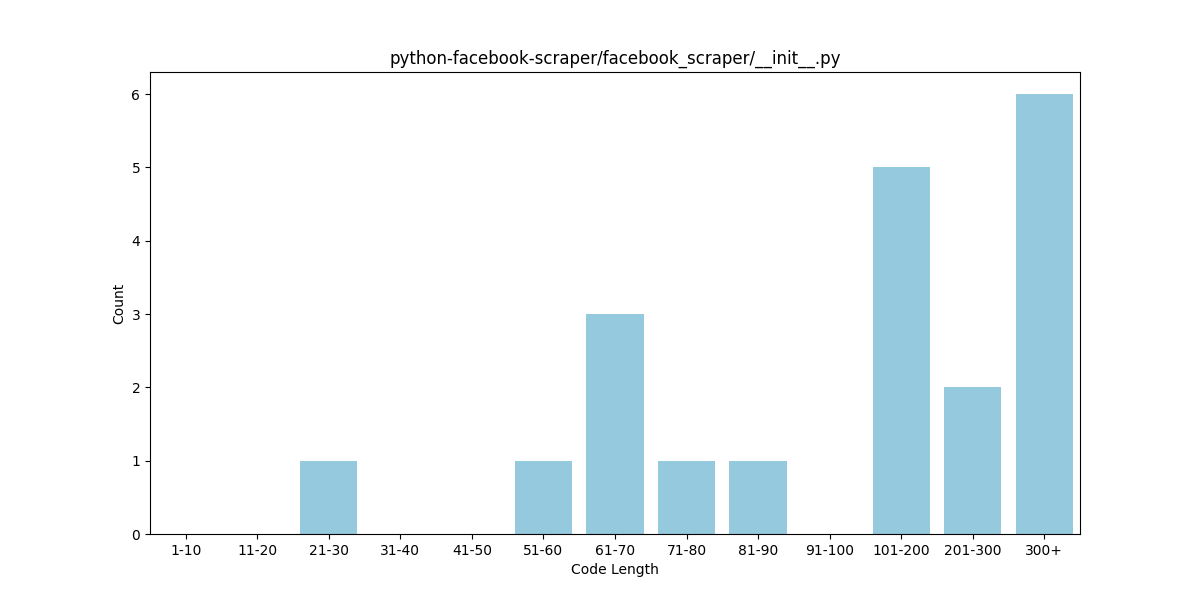 python-facebook-scraper/facebook_scraper/__init__.py
Count
6
5
4
3
2
1
0
1-10 11-20 21-30 31-40 41-50 51-60 61-70 71-80 81-90 91-100 101-200 201-300 300+
Code Length